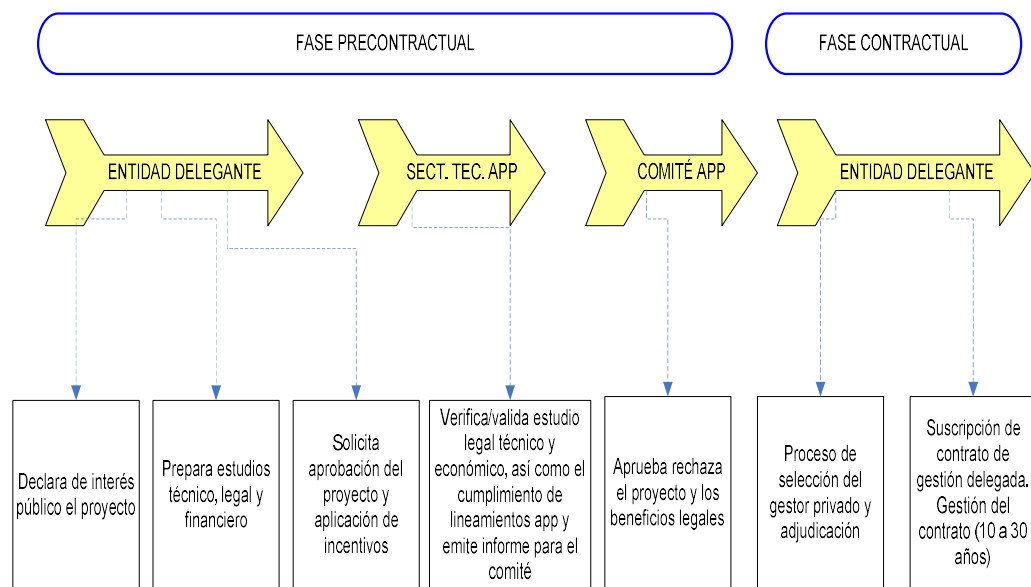 FASE PRECONTRACTUAL
FASE CONTRACTUAL
ENTIDAD DELEGANTE
SECT. TEC. APP
COMITÉ APP
ENTIDAD DELEGANTE
Declara de interés
público el proyecto
Prepara estudios
técnico, legal y
financiero
Solicita
aprobación del
proyecto y
aplicación de
incentivos
Verifica/valida estudio
legal técnico y
económico, así como el
cumplimiento de
lineamientos app y
emite informe para el
comité
Aprueba rechaza
el proyecto y los
beneficios legales
Proceso de
selección del
gestor privado y
adjudicación
Suscripción de
contrato de
gestión delegada.
Gestión del
contrato (10 a 30
años)